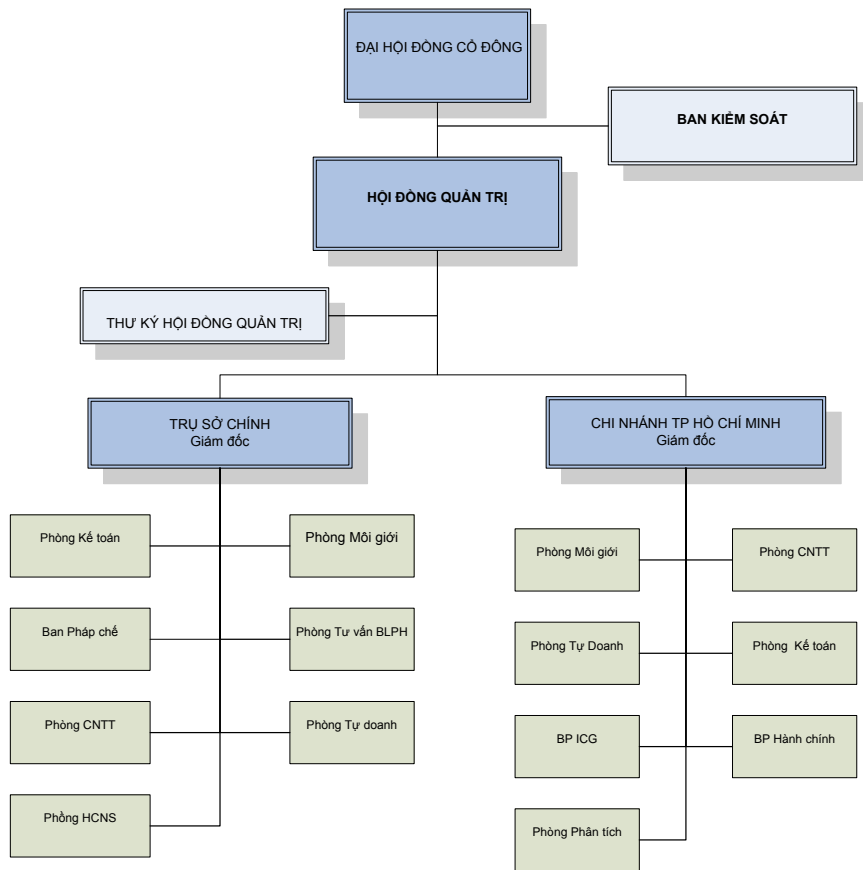 ĐẠI HỘI ĐỒNG CỔ ĐÔNG
BAN KIỂM SOÁT
HỘI ĐỒNG QUẢN TRỊ
THƯ KÝ HỘI ĐỒNG QUẢN TRỊ
TRỤ SỞ CHÍNH
Giám đốc
CHI NHÁNH TP HỒ CHÍ MINH
Giám đốc
Phòng Kế toán
Phòng Môi giới
Ban Pháp chế
Phòng Tư vấn BLPH
Phòng CNTT
Phòng Tự doanh
Phồng HCNS
Phòng Môi giới
Phòng CNTT
Phòng Tự Doanh
Phòng Kế toán
BP ICG
BP Hành chính
Phòng Phân tích